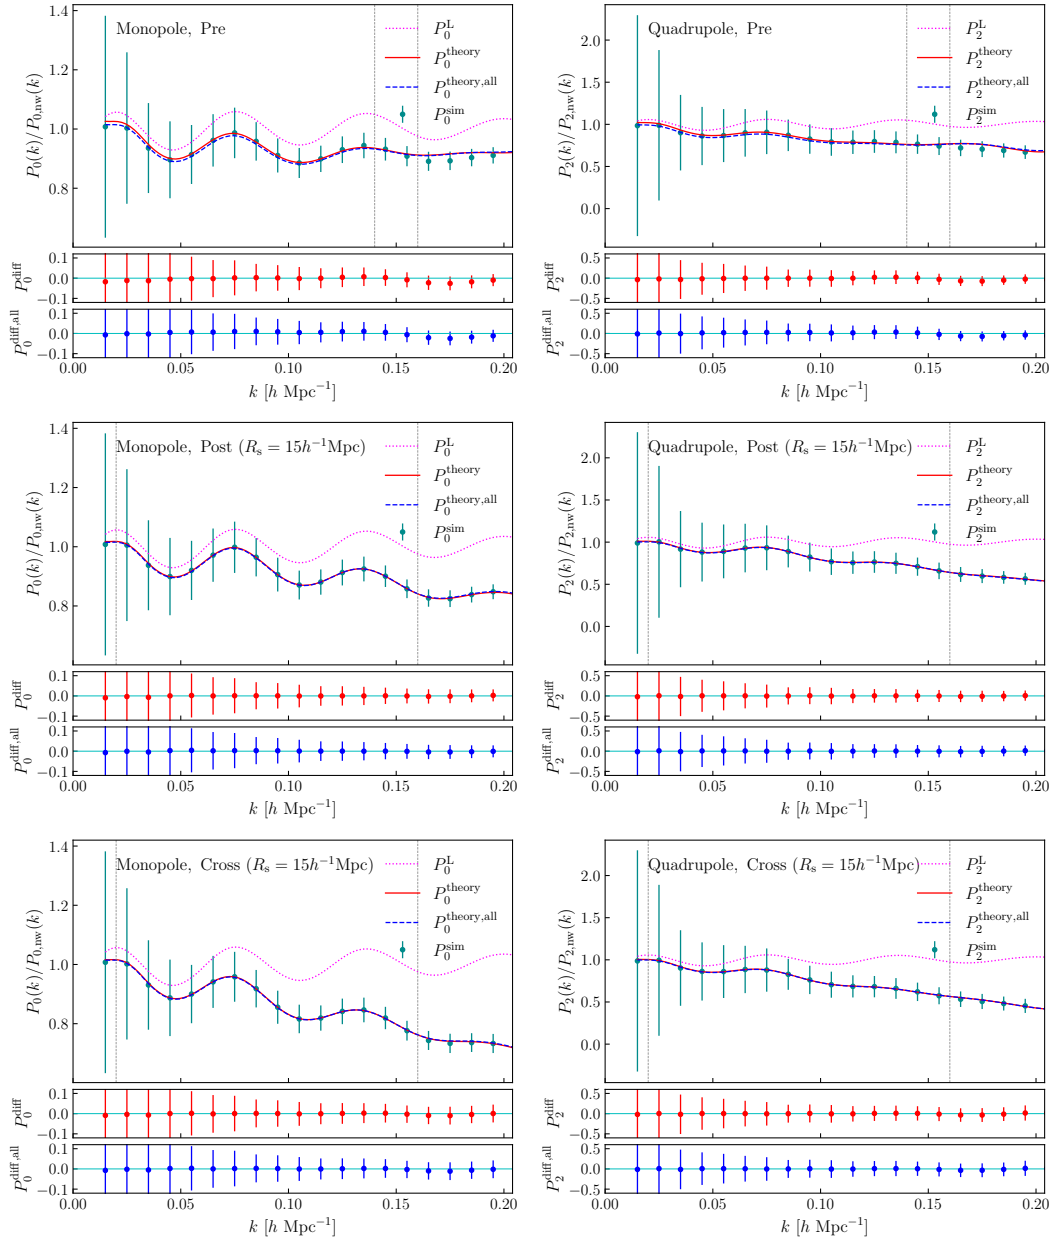 Monopole, Pre
P_0^L
P_0^theory
P_0^theory,all
P_0^sim
P_0(k)/P_0,nw(k)
1.4
1.2
1.0
0.8
P_0^diff
0.1
0.0
−0.1
P_0^diff,all
0.1
0.0
−0.1
0.00 0.05 0.10 0.15 0.20
k [h Mpc^−1]
Quadrupole, Pre
P_2^L
P_2^theory
P_2^theory,all
P_2^sim
P_2(k)/P_2,nw(k)
2.0
1.5
1.0
0.5
0.0
P_2^diff
0.5
0.0
−0.5
P_2^diff,all
0.5
0.0
−0.5
0.00 0.05 0.10 0.15 0.20
k [h Mpc^−1]
Monopole, Post (R_s = 15h^−1Mpc)
P_0^L
P_0^theory
P_0^theory,all
P_0^sim
P_0(k)/P_0,nw(k)
1.4
1.2
1.0
0.8
P_0^diff
0.1
0.0
−0.1
P_0^diff,all
0.1
0.0
−0.1
0.00 0.05 0.10 0.15 0.20
k [h Mpc^−1]
Quadrupole, Post (R_s = 15h^−1Mpc)
P_2^L
P_2^theory
P_2^theory,all
P_2^sim
P_2(k)/P_2,nw(k)
2.0
1.5
1.0
0.5
0.0
P_2^diff
0.5
0.0
−0.5
P_2^diff,all
0.5
0.0
−0.5
0.00 0.05 0.10 0.15 0.20
k [h Mpc^−1]
Monopole, Cross (R_s = 15h^−1Mpc)
P_0^L
P_0^theory
P_0^theory,all
P_0^sim
P_0(k)/P_0,nw(k)
1.4
1.2
1.0
0.8
P_0^diff
0.1
0.0
−0.1
P_0^diff,all
0.1
0.0
−0.1
0.00 0.05 0.10 0.15 0.20
k [h Mpc^−1]
Quadrupole, Cross (R_s = 15h^−1Mpc)
P_2^L
P_2^theory
P_2^theory,all
P_2^sim
P_2(k)/P_2,nw(k)
2.0
1.5
1.0
0.5
0.0
P_2^diff
0.5
0.0
−0.5
P_2^diff,all
0.5
0.0
−0.5
0.00 0.05 0.10 0.15 0.20
k [h Mpc^−1]